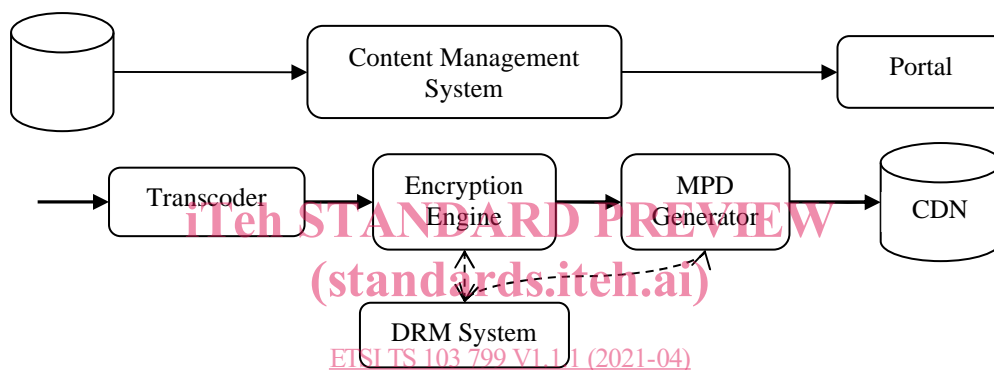 Content Management
System
Portal
Transcoder
Encryption
Engine
MPD
Generator
CDN
iTeh STANDARD PREVIEW
(standards.iteh.ai)
DRM System
ETSI TS 103 799 V1.1.1 (2021-04)